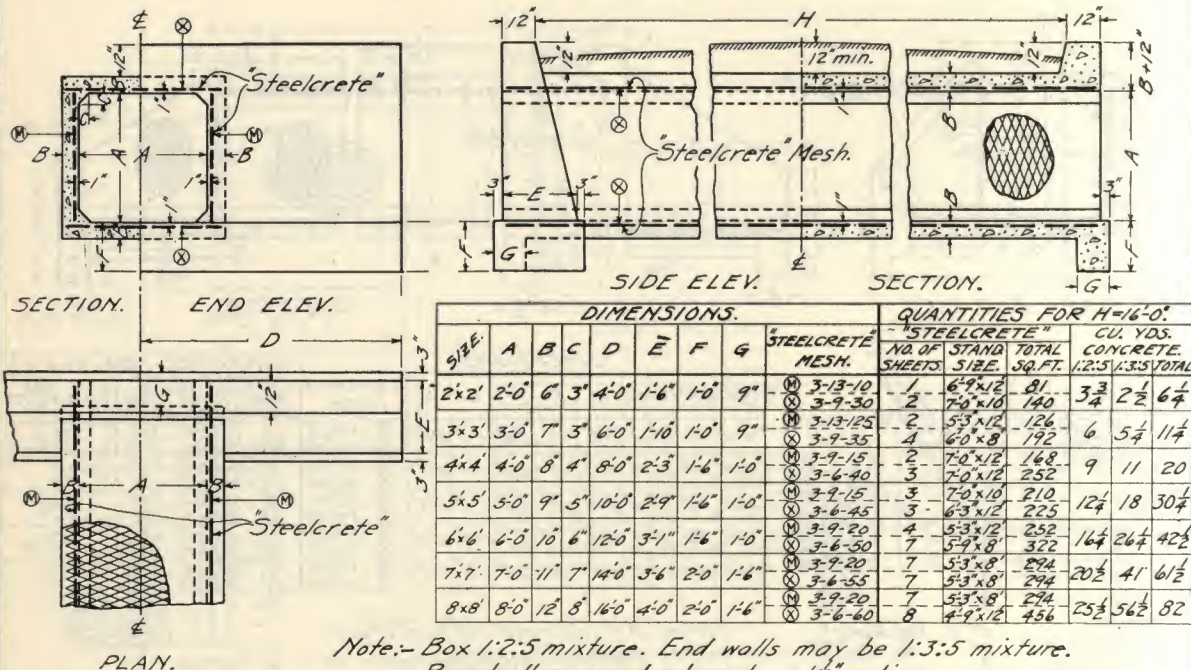 ℄
Ⓧ
12"
B
"Steelcrete"
1"
C
C
Ⓜ
Ⓜ
B
A
A
B
1"
1"
1"
C
F
Ⓧ
SECTION.
END ELEV.
12"
H
12"
12"
12" min.
12"
B+12"
1"
Ⓧ
B
"Steelcrete" Mesh.
A
3"
E
3"
Ⓧ
1"
B
3"
F
G
℄
F
G
SIDE ELEV.
SECTION.
D
3"
G
12"
E
3"
Ⓜ
B
A
B
Ⓜ
"Steelcrete"
℄
PLAN.
DIMENSIONS. QUANTITIES FOR H=16'-0".
SIZE. A B C D E F G "STEELCRETE" MESH. "STEELCRETE" NO. OF SHEETS STAND SIZE. TOTAL SQ. FT. CU. YDS. CONCRETE. 1:2:5 1:3:5 TOTAL
2'x2' 2'-0" 6" 3" 4'-0" 1'-6" 1'-0" 9" Ⓜ 3-13-10 1 6'-9"x12' 81 3¾ 2½ 6¼
Ⓧ 3-9-30 2 7'-0"x10' 140
3'x3' 3'-0" 7" 3" 6'-0" 1'-10" 1'-0" 9" Ⓜ 3-13-125 2 5'-3"x12' 126 6 5¼ 11¼
Ⓧ 3-9-35 4 6'-0"x8' 192
4'x4' 4'-0" 8" 4" 8'-0" 2'-3" 1'-6" 1'-0" Ⓜ 3-9-15 2 7'-0"x12' 168 9 11 20
Ⓧ 3-6-40 3 7'-0"x12' 252
5'x5' 5'-0" 9" 5" 10'-0" 2'-9" 1'-6" 1'-0" Ⓜ 3-9-15 3 7'-0"x10' 210 12¼ 18 30¼
Ⓧ 3-6-45 3 6'-3"x12' 225
6'x6' 6'-0" 10" 6" 12'-0" 3'-1" 1'-6" 1'-0" Ⓜ 3-9-20 4 5'-3"x12' 252 16¼ 26¼ 42½
Ⓧ 3-6-50 7 5'-9"x8' 322
7'x7' 7'-0" 11" 7" 14'-0" 3'-6" 2'-0" 1'-6" Ⓜ 3-9-20 7 5'-3"x8' 294 20½ 41 61½
Ⓧ 3-6-55 7 5'-3"x8' 294
8'x8' 8'-0" 12" 8" 16'-0" 4'-0" 2'-0" 1'-6" Ⓜ 3-9-20 7 5'-3"x8' 294 25½ 56½ 82
Ⓧ 3-6-60 8 4'-9"x12' 456
Note:- Box 1:2:5 mixture. End walls may be 1:3:5 mixture.